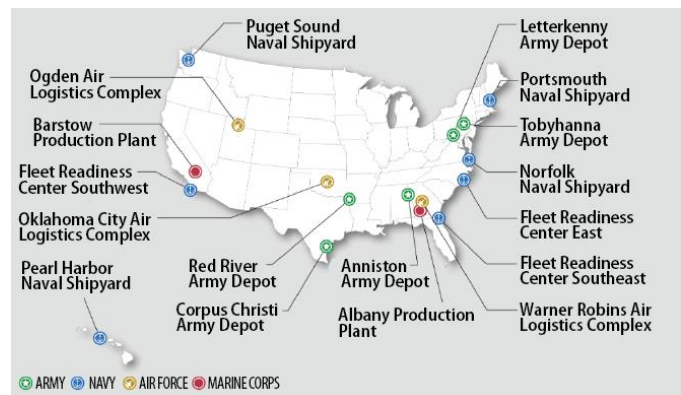 Puget Sound
Naval Shipyard
Letterkenny
Army Depot
Ogden Air
Logistics Complex
Portsmouth
Naval Shipyard
Barstow
Production Plant
Tobyhanna
Army Depot
Fleet Readiness
Center Southwest
Norfolk
Naval Shipyard
Oklahoma City Air
Logistics Complex
Fleet Readiness
Center East
Pearl Harbor
Naval Shipyard
Red River
Army Depot
Anniston
Army Depot
Fleet Readiness
Center Southeast
Corpus Christi
Army Depot
Albany Production
Plant
Warner Robins Air
Logistics Complex
ARMY NAVY AIR FORCE MARINE CORPS